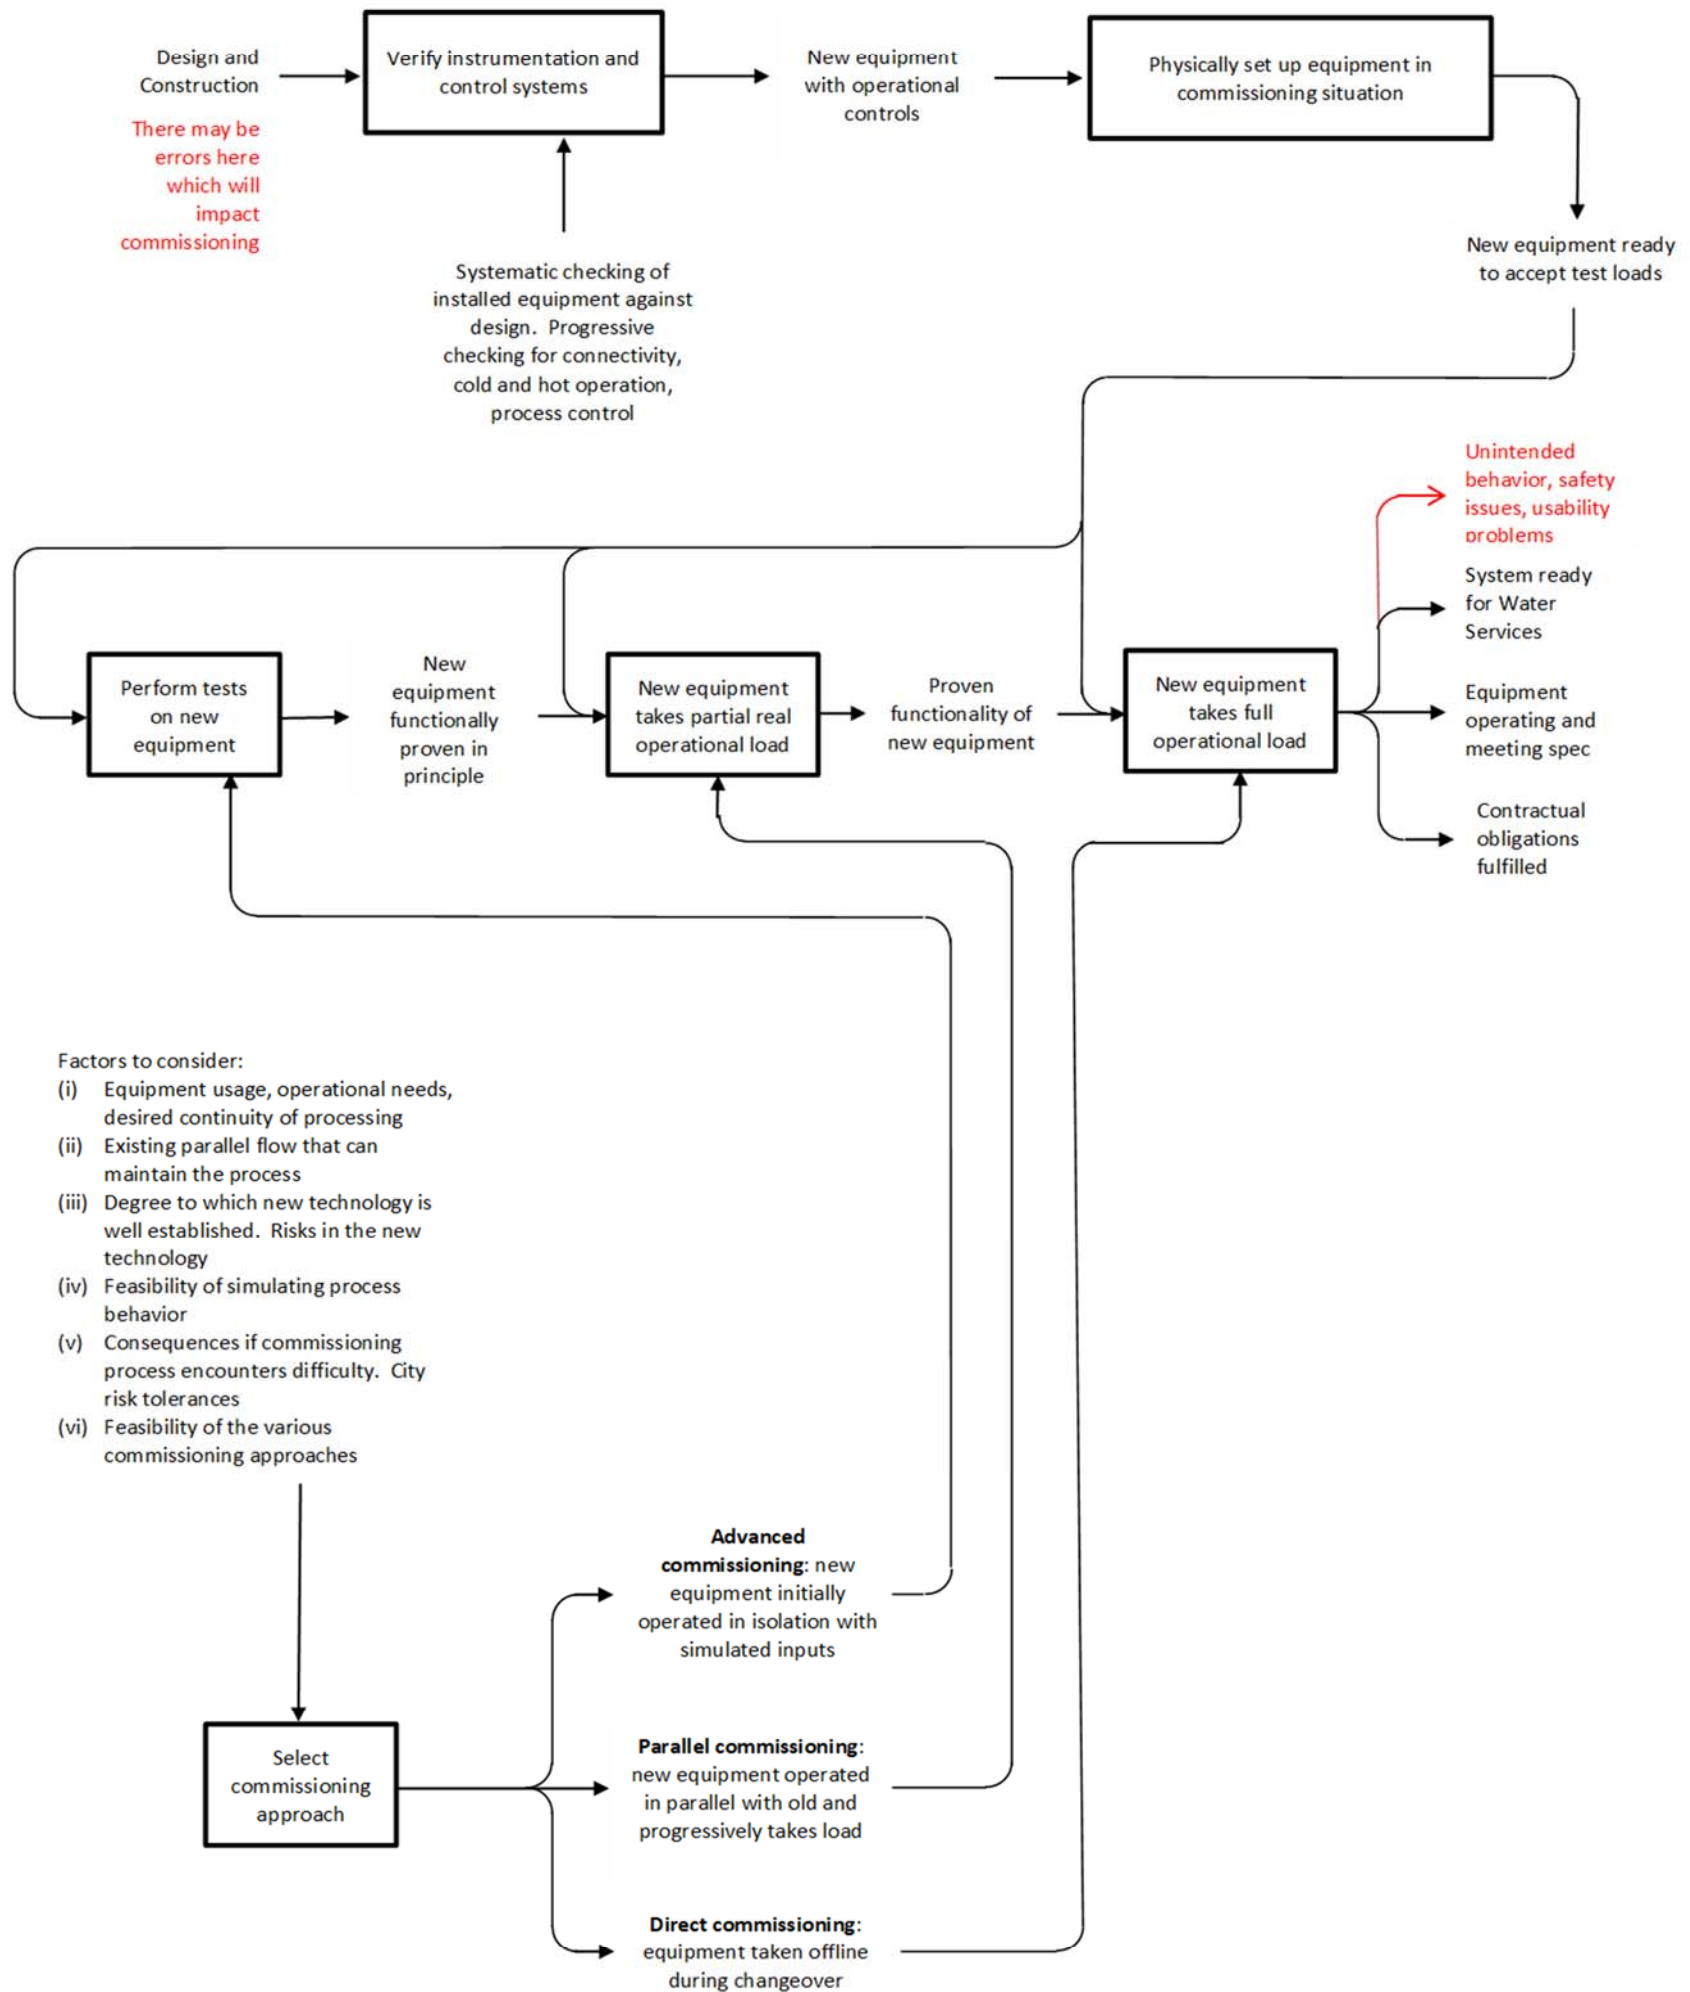 Design and
Construction
There may be
errors here
which will
impact
commissioning
Verify instrumentation and
control systems
New equipment
with operational
controls
Physically set up equipment in
commissioning situation
Systematic checking of
installed equipment against
design.  Progressive
checking for connectivity,
cold and hot operation,
process control
New equipment ready
to accept test loads
Unintended
behavior, safety
issues, usability
problems
System ready
for Water
Services
Equipment
operating and
meeting spec
Contractual
obligations
fulfilled
Perform tests
on new
equipment
New
equipment
functionally
proven in
principle
New equipment
takes partial real
operational load
Proven
functionality of
new equipment
New equipment
takes full
operational load
Factors to consider:
(i) Equipment usage, operational needs,
desired continuity of processing
(ii) Existing parallel flow that can
maintain the process
(iii) Degree to which new technology is
well established.  Risks in the new
technology
(iv) Feasibility of simulating process
behavior
(v) Consequences if commissioning
process encounters difficulty.  City
risk tolerances
(vi) Feasibility of the various
commissioning approaches
Select
commissioning
approach
Advanced
commissioning: new
equipment initially
operated in isolation with
simulated inputs
Parallel commissioning:
new equipment operated
in parallel with old and
progressively takes load
Direct commissioning:
equipment taken offline
during changeover